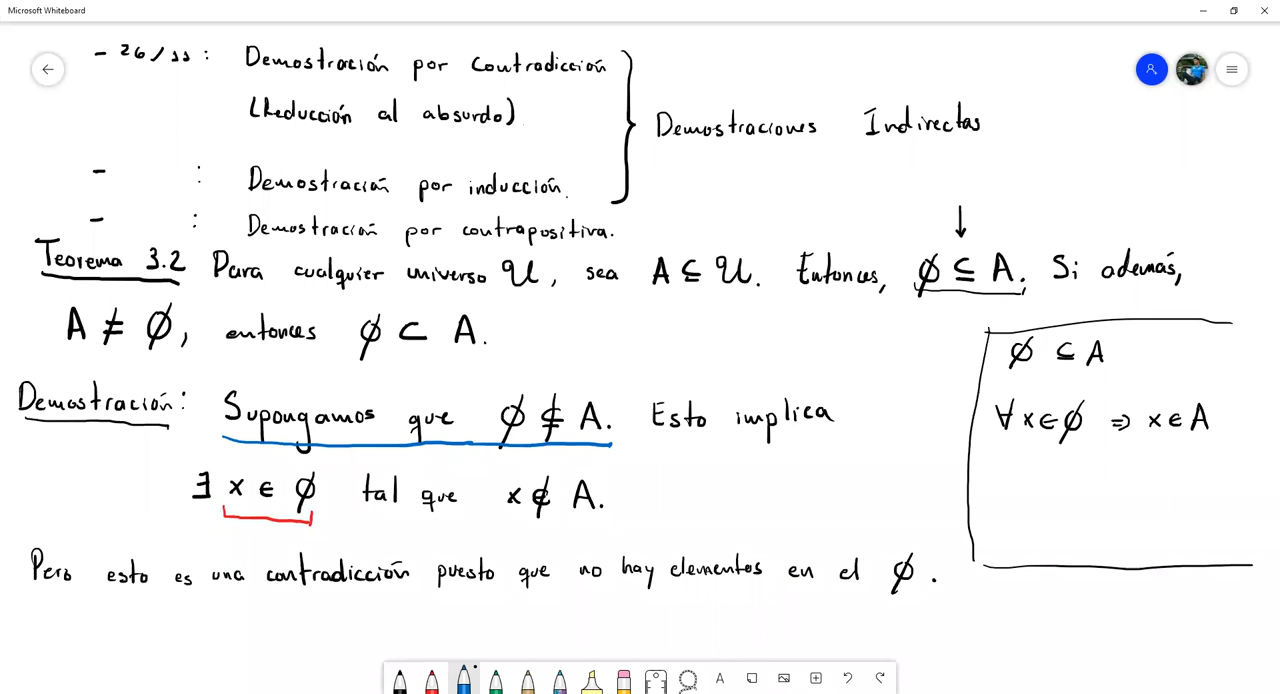 Microsoft Whiteboard
- 26/11 : Demostración por contradicción
(Reducción al absurdo)
Demostraciones Indirectas
- : Demostración por inducción.
- : Demostración por contrapositiva.
Teorema 3.2 Para cualquier universo 𝒰, sea A ⊆ 𝒰. Entonces, ∅ ⊆ A. Si además,
A ≠ ∅, entonces ∅ ⊂ A.
∅ ⊆ A
∀ x ∈ ∅ ⇒ x ∈ A
Demostración: Supongamos que ∅ ⊈ A. Esto implica
∃ x ∈ ∅ tal que x ∉ A.
Pero esto es una contradicción puesto que no hay elementos en el ∅.